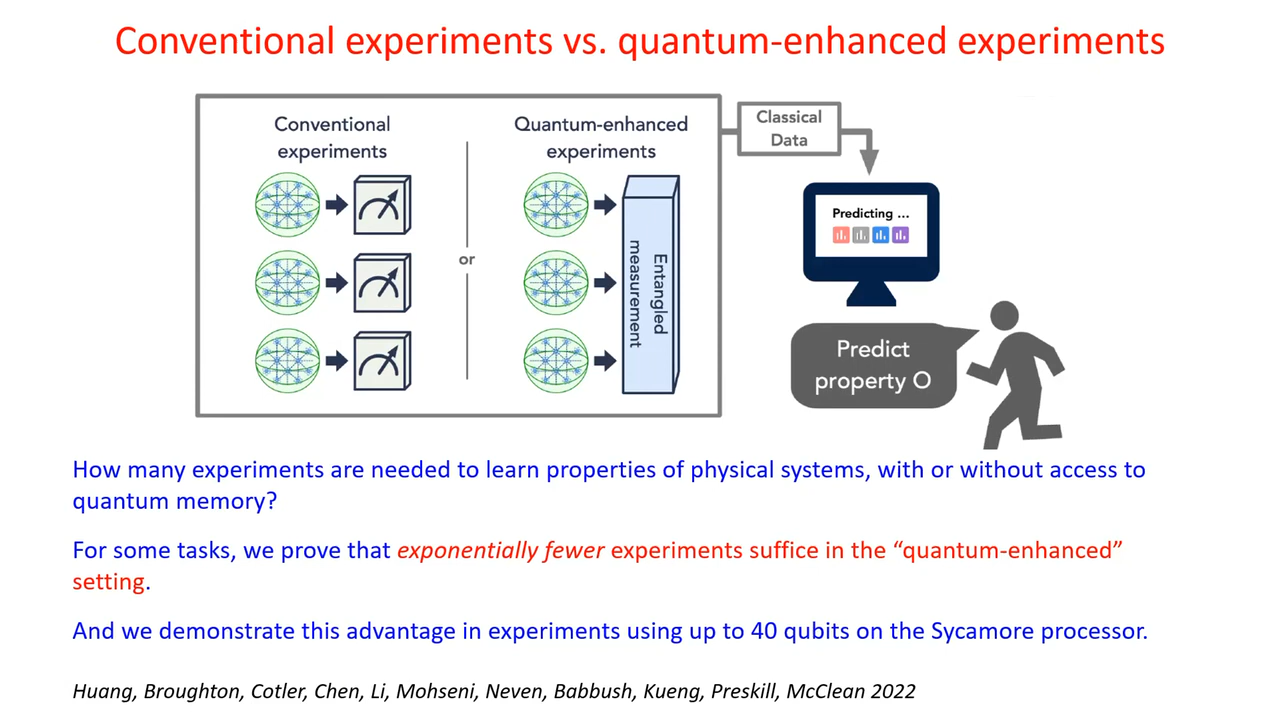 Conventional experiments vs. quantum-enhanced experiments
Conventional
experiments
Quantum-enhanced
experiments
or
Entangled
measurement
Classical
Data
Predicting ...
Predict
property O
How many experiments are needed to learn properties of physical systems, with or without access to
quantum memory?
For some tasks, we prove that exponentially fewer experiments suffice in the “quantum-enhanced”
setting.
And we demonstrate this advantage in experiments using up to 40 qubits on the Sycamore processor.
Huang, Broughton, Cotler, Chen, Li, Mohseni, Neven, Babbush, Kueng, Preskill, McClean 2022